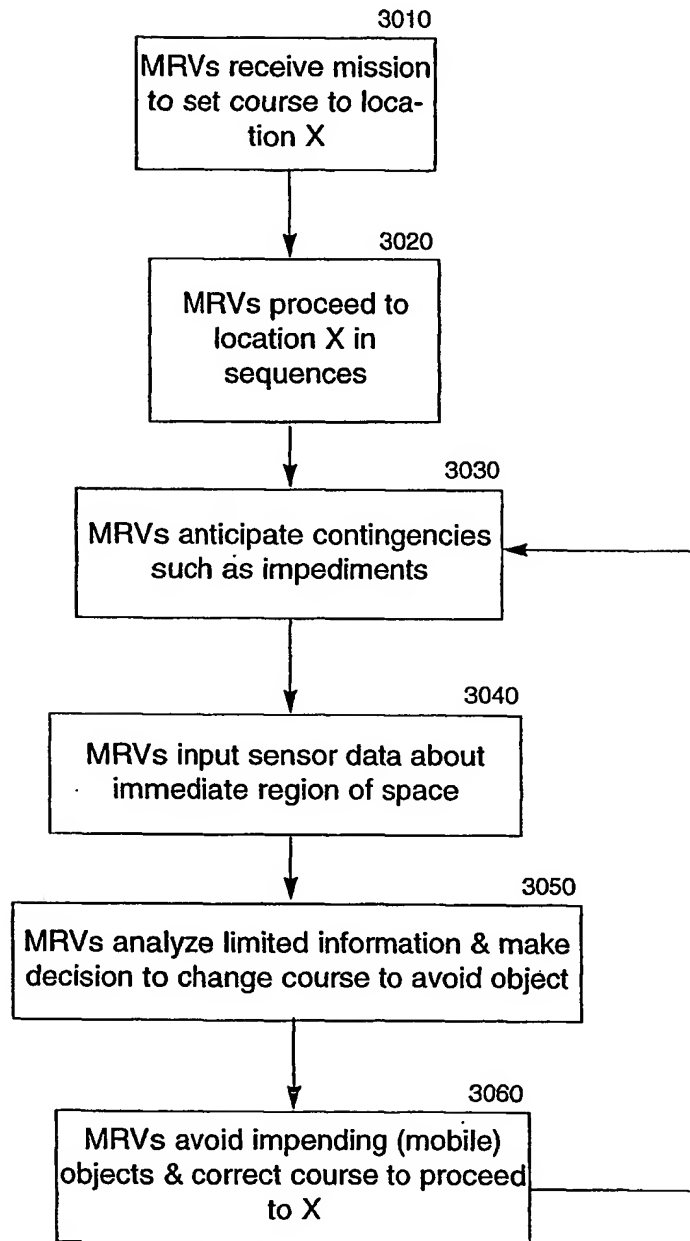 3010
MRVs receive mission
to set course to loca-
tion X
3020
MRVs proceed to
location X in
sequences
3030
MRVs anticipate contingencies
such as impediments
3040
MRVs input sensor data about
immediate region of space
3050
MRVs analyze limited information & make
decision to change course to avoid object
3060
MRVs avoid impending (mobile)
objects & correct course to proceed
to X